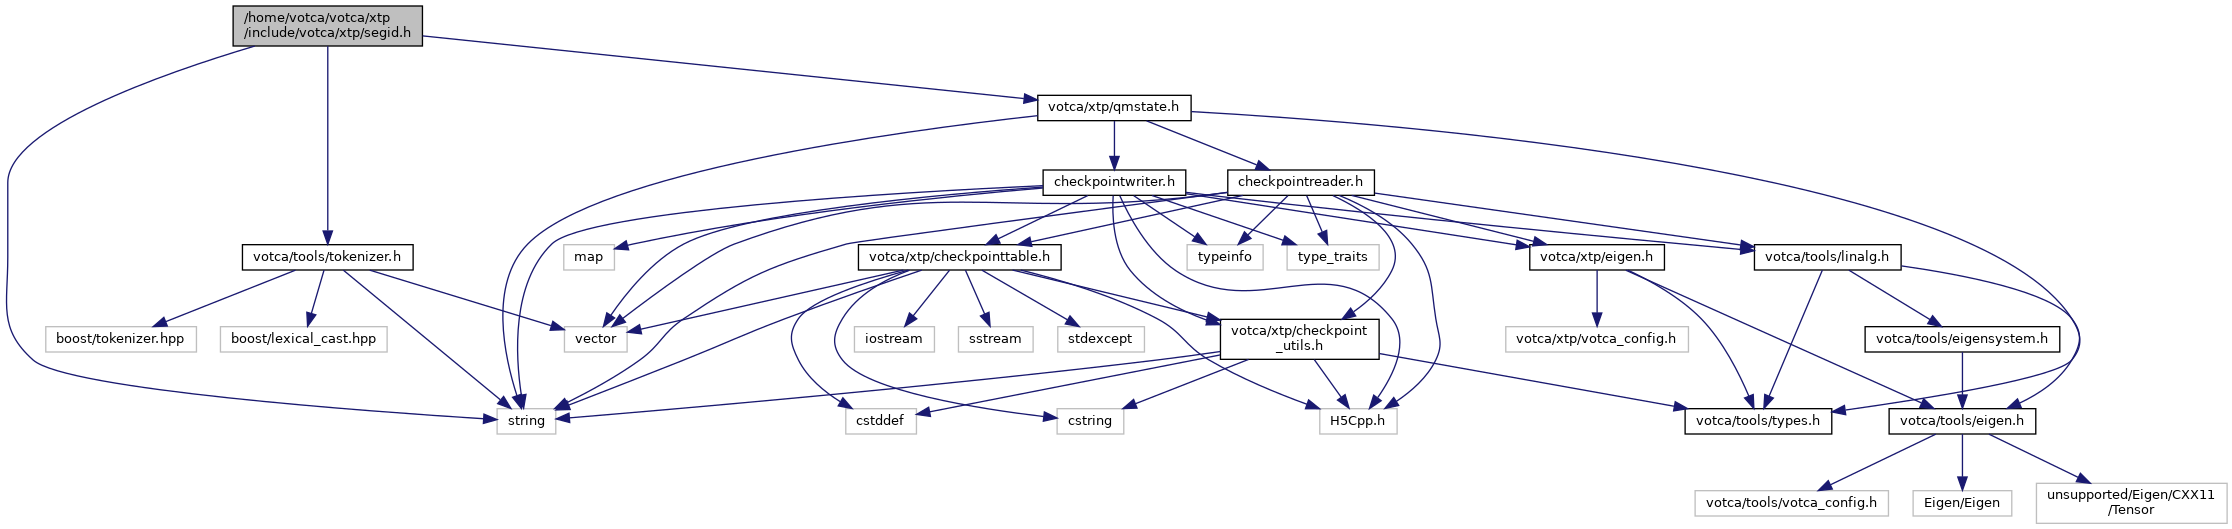 /home/votca/votca/xtp
/include/votca/xtp/segid.h
votca/xtp/qmstate.h
checkpointwriter.h
checkpointreader.h
votca/tools/tokenizer.h
map
votca/xtp/checkpointtable.h
typeinfo
type_traits
votca/xtp/eigen.h
votca/tools/linalg.h
boost/tokenizer.hpp
boost/lexical_cast.hpp
vector
iostream
sstream
stdexcept
votca/xtp/checkpoint
_utils.h
votca/xtp/votca_config.h
votca/tools/eigensystem.h
string
cstddef
cstring
H5Cpp.h
votca/tools/types.h
votca/tools/eigen.h
votca/tools/votca_config.h
Eigen/Eigen
unsupported/Eigen/CXX11
/Tensor